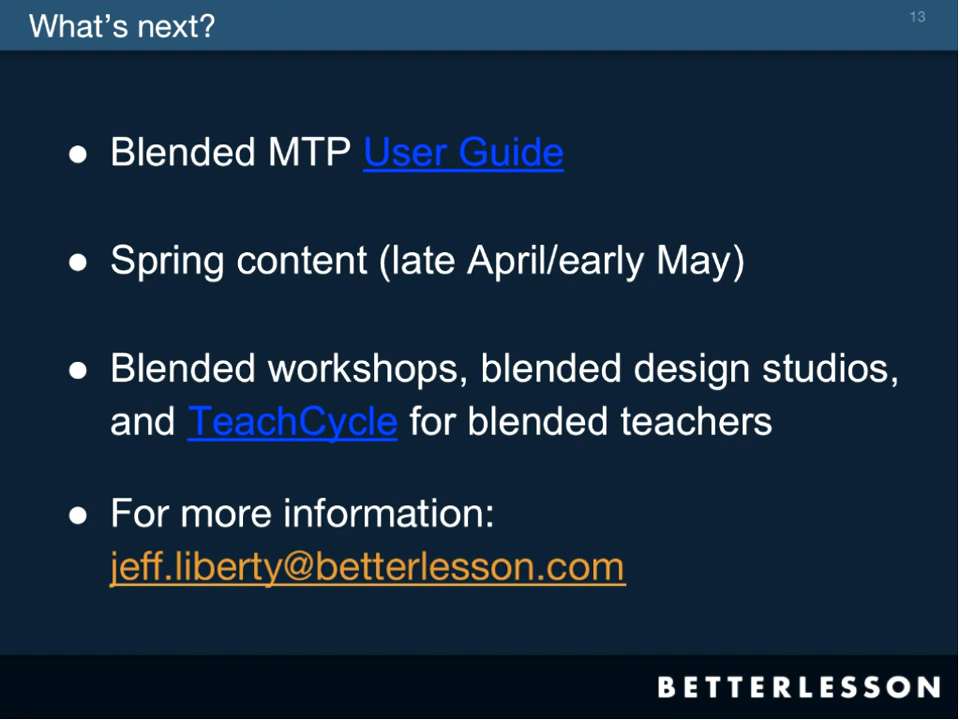 What's next?
13
● Blended MTP User Guide
● Spring content (late April/early May)
● Blended workshops, blended design studios,
and TeachCycle for blended teachers
● For more information:
jeff.liberty@betterlesson.com
BETTERLESSON